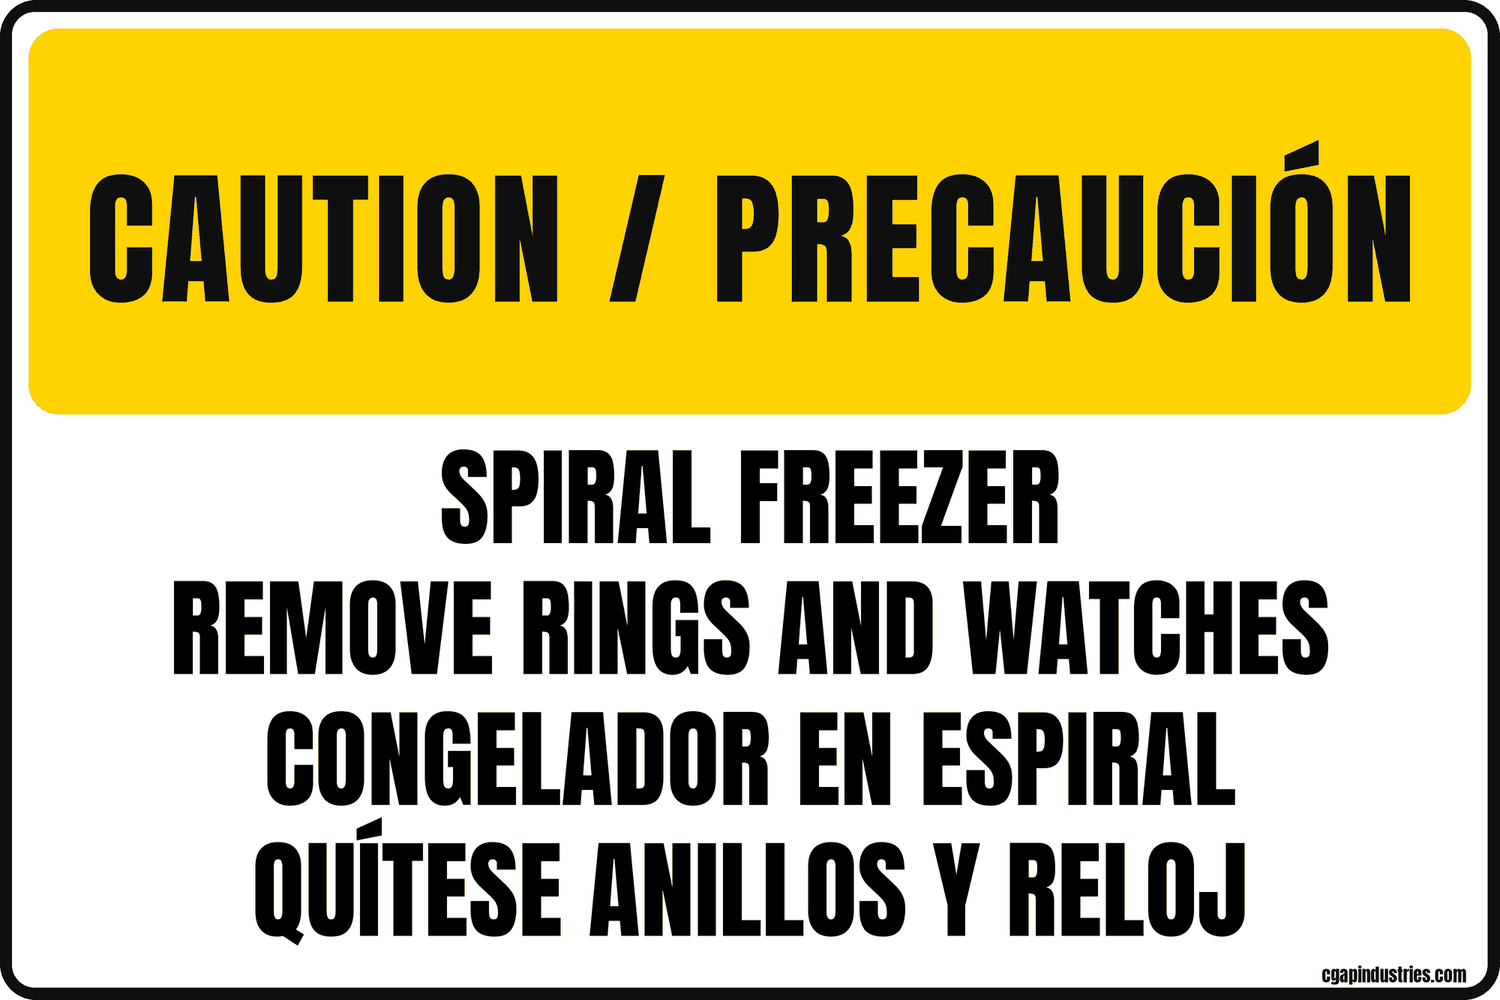 CAUTION / PRECAUCIÓN
SPIRAL FREEZER
REMOVE RINGS AND WATCHES
CONGELADOR EN ESPIRAL
QUÍTESE ANILLOS Y RELOJ
cgapindustries.com